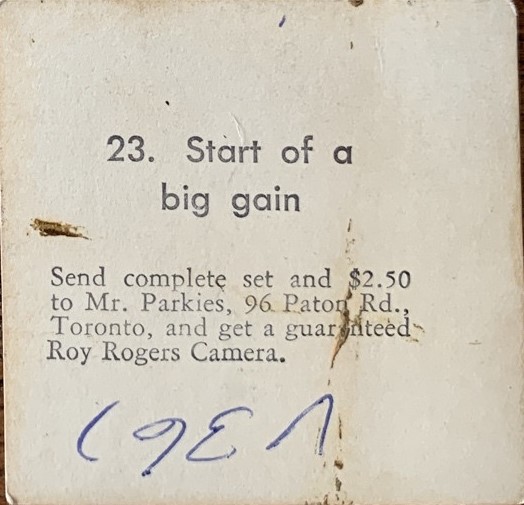 23. Start of a
big gain
Send complete set and $2.50
to Mr. Parkies, 96 Paton Rd.,
Toronto, and get a guaranteed
Roy Rogers Camera.